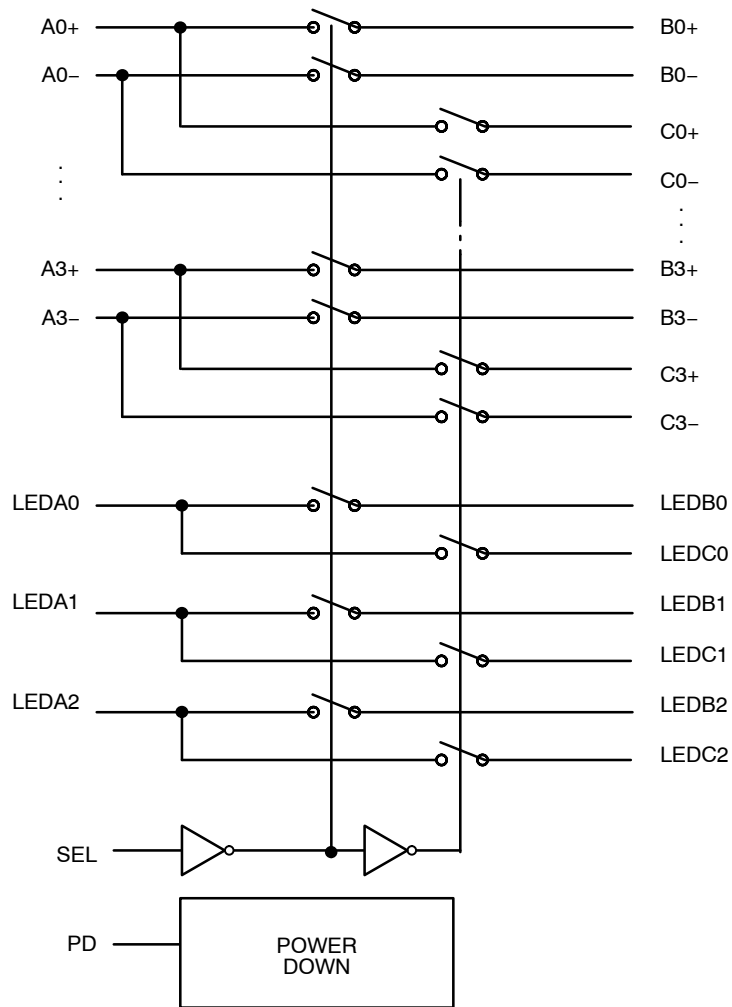 A0+ B0+
A0− B0−
C0+
C0−
A3+ B3+
A3− B3−
C3+
C3−
LEDA0 LEDB0
LEDC0
LEDA1 LEDB1
LEDC1
LEDA2 LEDB2
LEDC2
SEL
PD
POWER
DOWN